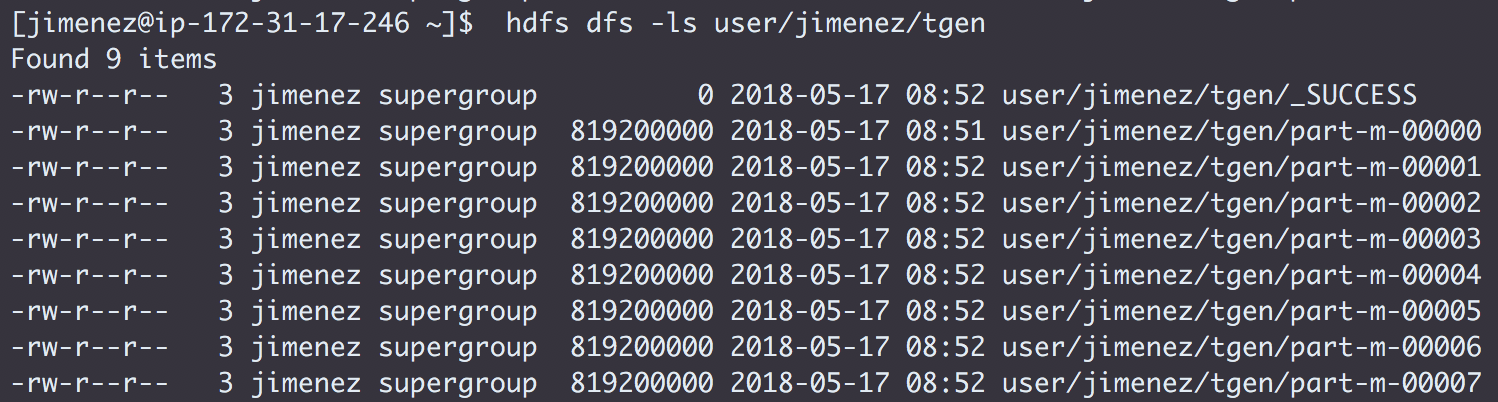 [jimenez@ip-172-31-17-246 ~]$  hdfs dfs -ls user/jimenez/tgen
Found 9 items
-rw-r--r--   3 jimenez supergroup          0 2018-05-17 08:52 user/jimenez/tgen/_SUCCESS
-rw-r--r--   3 jimenez supergroup  819200000 2018-05-17 08:51 user/jimenez/tgen/part-m-00000
-rw-r--r--   3 jimenez supergroup  819200000 2018-05-17 08:52 user/jimenez/tgen/part-m-00001
-rw-r--r--   3 jimenez supergroup  819200000 2018-05-17 08:52 user/jimenez/tgen/part-m-00002
-rw-r--r--   3 jimenez supergroup  819200000 2018-05-17 08:52 user/jimenez/tgen/part-m-00003
-rw-r--r--   3 jimenez supergroup  819200000 2018-05-17 08:52 user/jimenez/tgen/part-m-00004
-rw-r--r--   3 jimenez supergroup  819200000 2018-05-17 08:52 user/jimenez/tgen/part-m-00005
-rw-r--r--   3 jimenez supergroup  819200000 2018-05-17 08:52 user/jimenez/tgen/part-m-00006
-rw-r--r--   3 jimenez supergroup  819200000 2018-05-17 08:52 user/jimenez/tgen/part-m-00007